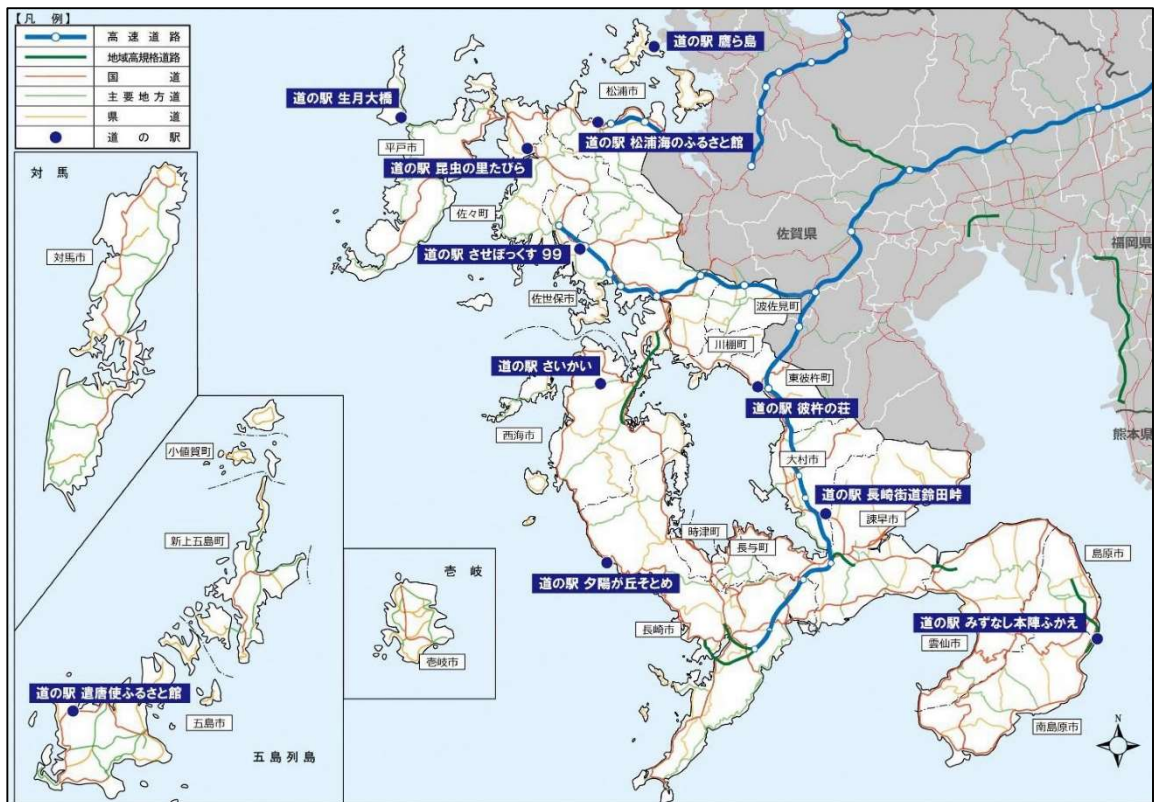 【凡 例】
高速道路
地域高規格道路
国道
主要地方道
県道
道の駅
道の駅 鷹ら島
松浦市
道の駅 生月大橋
道の駅 松浦海のふるさと館
平戸市
道の駅 昆虫の里たびら
対馬
佐々町
佐賀県
福岡県
対馬市
道の駅 させぼっくす 99
佐世保市
波佐見町
川棚町
道の駅 さいかい
東彼杵町
道の駅 彼杵の荘
熊本県
西海市
小値賀町
大村市
道の駅 長崎街道鈴田峠
諫早市
新上五島町
時津町
長与町
島原市
壱岐
道の駅 夕陽が丘そとめ
長崎市
道の駅 みずなし本陣ふかえ
雲仙市
壱岐市
道の駅 遣唐使ふるさと館
五島市
南島原市
N
五島列島